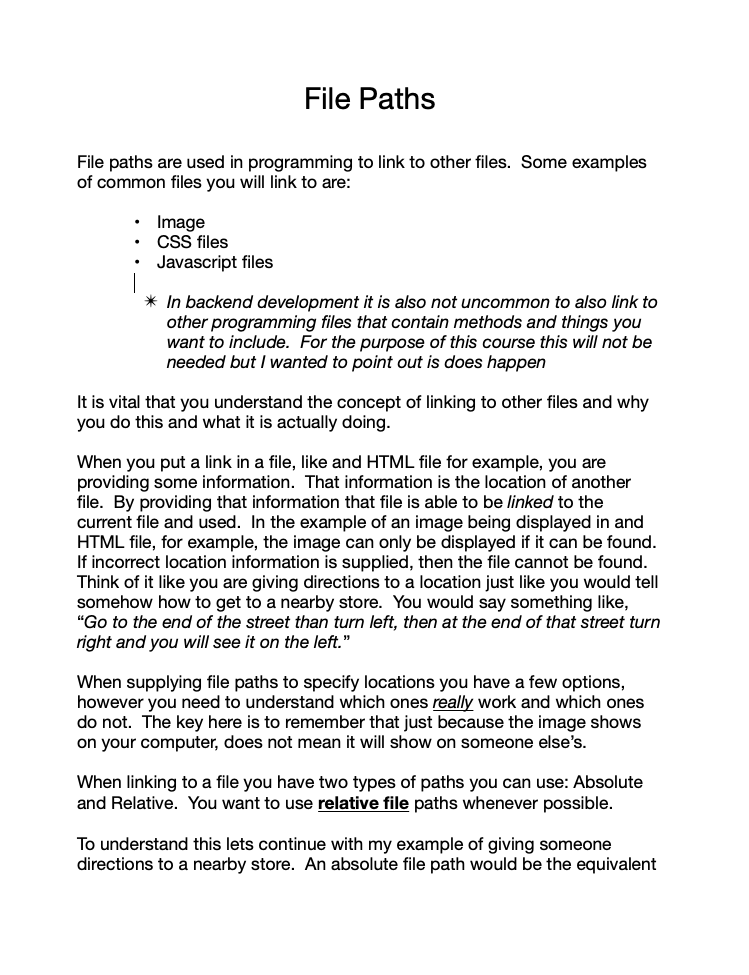 File Paths
File paths are used in programming to link to other files.  Some examples
of common files you will link to are:
• Image
• CSS files
• Javascript files
✴ In backend development it is also not uncommon to also link to
other programming files that contain methods and things you
want to include.  For the purpose of this course this will not be
needed but I wanted to point out is does happen
It is vital that you understand the concept of linking to other files and why
you do this and what it is actually doing.
When you put a link in a file, like and HTML file for example, you are
providing some information.  That information is the location of another
file.  By providing that information that file is able to be linked to the
current file and used.  In the example of an image being displayed in and
HTML file, for example, the image can only be displayed if it can be found.
If incorrect location information is supplied, then the file cannot be found.
Think of it like you are giving directions to a location just like you would tell
somehow how to get to a nearby store.  You would say something like,
“Go to the end of the street than turn left, then at the end of that street turn
right and you will see it on the left.”
When supplying file paths to specify locations you have a few options,
however you need to understand which ones really work and which ones
do not.  The key here is to remember that just because the image shows
on your computer, does not mean it will show on someone else’s.
When linking to a file you have two types of paths you can use: Absolute
and Relative.  You want to use relative file paths whenever possible.
To understand this lets continue with my example of giving someone
directions to a nearby store.  An absolute file path would be the equivalent